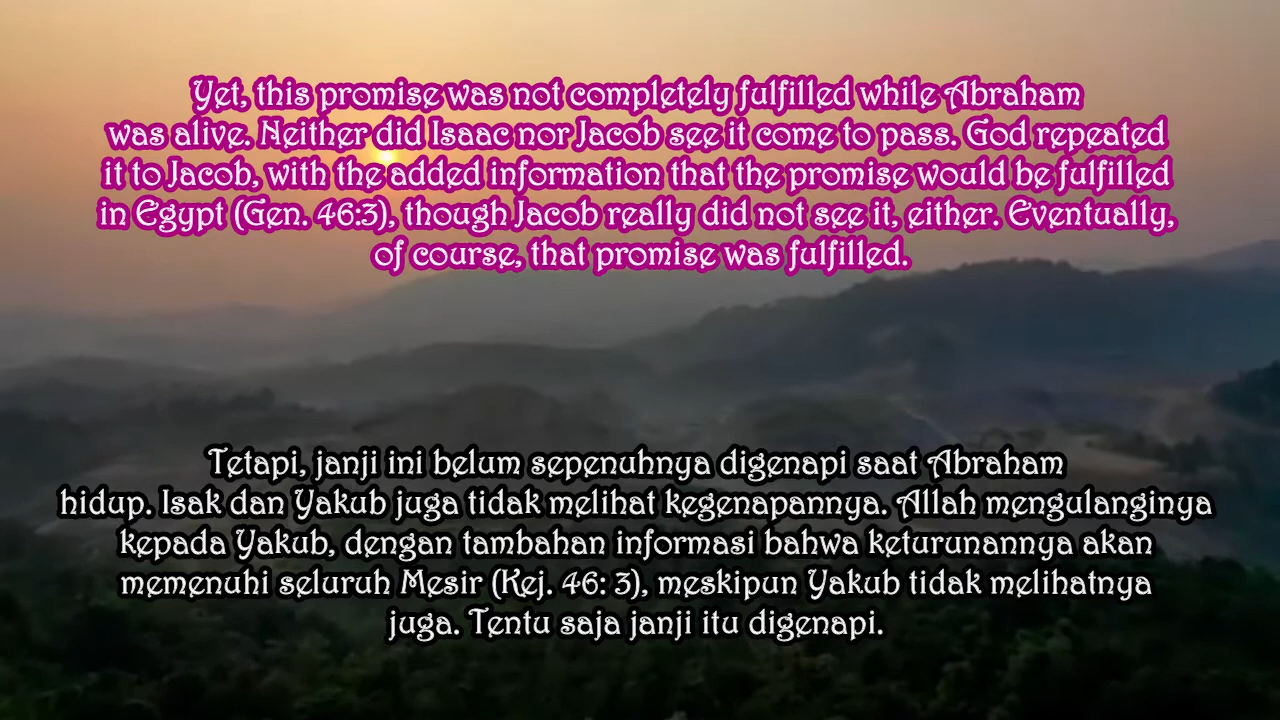 Yet, this promise was not completely fulfilled while Abraham
was alive. Neither did Isaac nor Jacob see it come to pass. God repeated
it to Jacob, with the added information that the promise would be fulfilled
in Egypt (Gen. 46:3), though Jacob really did not see it, either. Eventually,
of course, that promise was fulfilled.
Tetapi, janji ini belum sepenuhnya digenapi saat Abraham
hidup. Isak dan Yakub juga tidak melihat kegenapannya. Allah mengulanginya
kepada Yakub, dengan tambahan informasi bahwa keturunannya akan
memenuhi seluruh Mesir (Kej. 46: 3), meskipun Yakub tidak melihatnya
juga. Tentu saja janji itu digenapi.